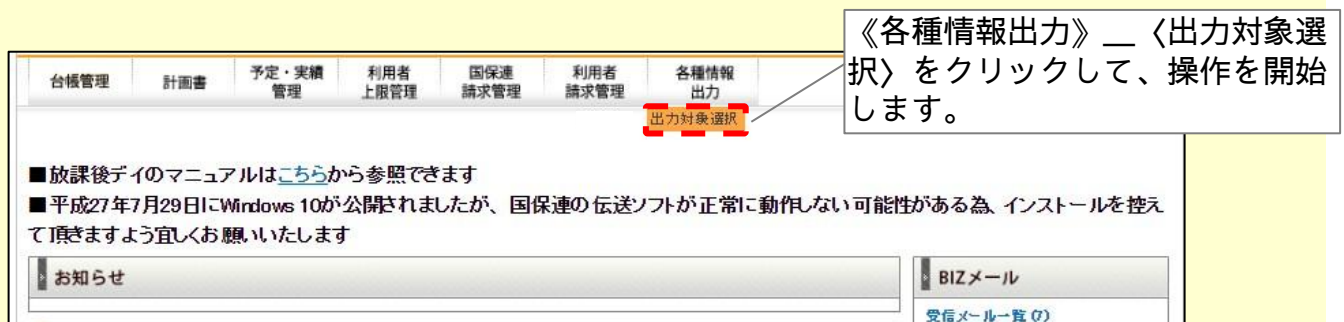 《各種情報出力》__〈出力対象選
択〉をクリックして、操作を開始
します。
台帳管理
計画書
予定・実績
管理
利用者
上限管理
国保連
請求管理
利用者
請求管理
各種情報
出力
出力対象選択
■放課後デイのマニュアルはこちらから参照できます
■平成27年7月29日にWindows 10が公開されましたが、国保連の伝送ソフトが正常に動作しない可能性がある為、インストールを控え
て頂きますよう宜しくお願いいたします
お知らせ
BIZメール
受信メール一覧(7)